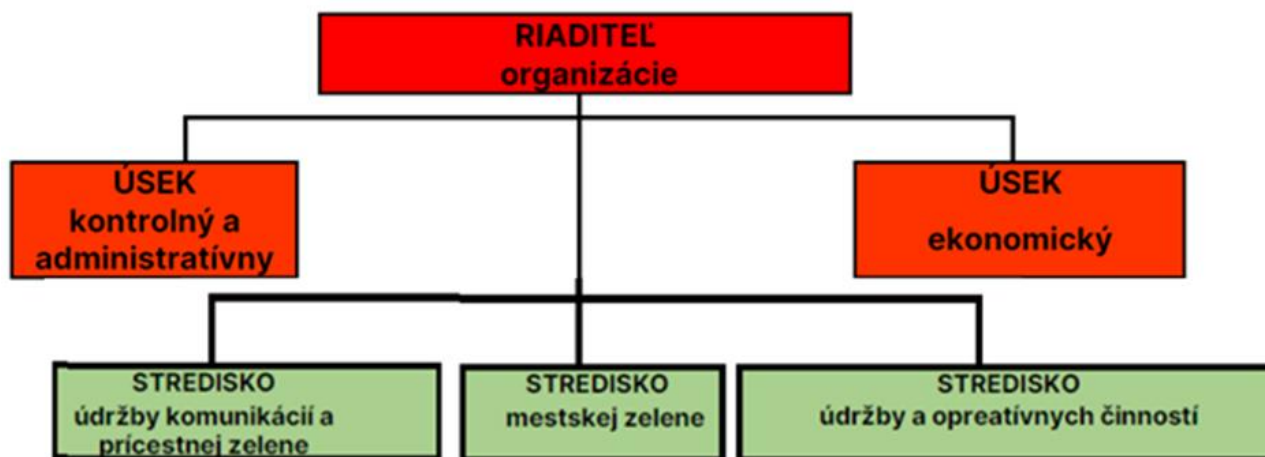 RIADITEĽ
organizácie
ÚSEK
kontrolný a
administratívny
ÚSEK
ekonomický
STREDISKO
údržby komunikácií a
prícestnej zelene
STREDISKO
mestskej zelene
STREDISKO
údržby a opreatívnych činností